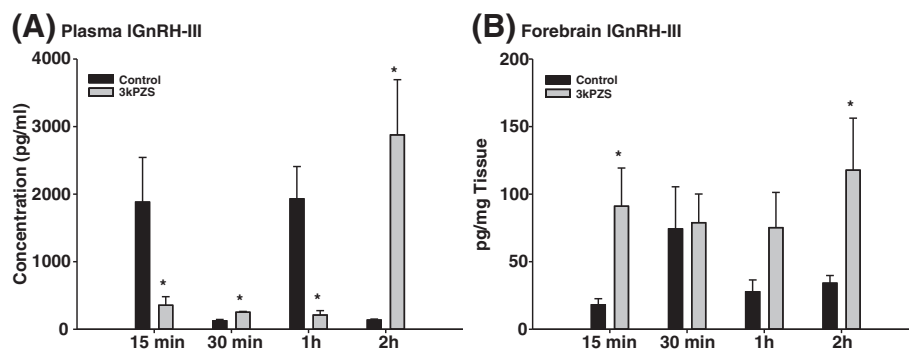 (A) Plasma lGnRH-III
Concentration (pg/ml)
4000
3000
2000
1000
0
Control
3kPZS
*
*
*
*
15 min 30 min 1h 2h
(B) Forebrain lGnRH-III
pg/mg Tissue
200
150
100
50
0
Control
3kPZS
*
*
15 min 30 min 1h 2h